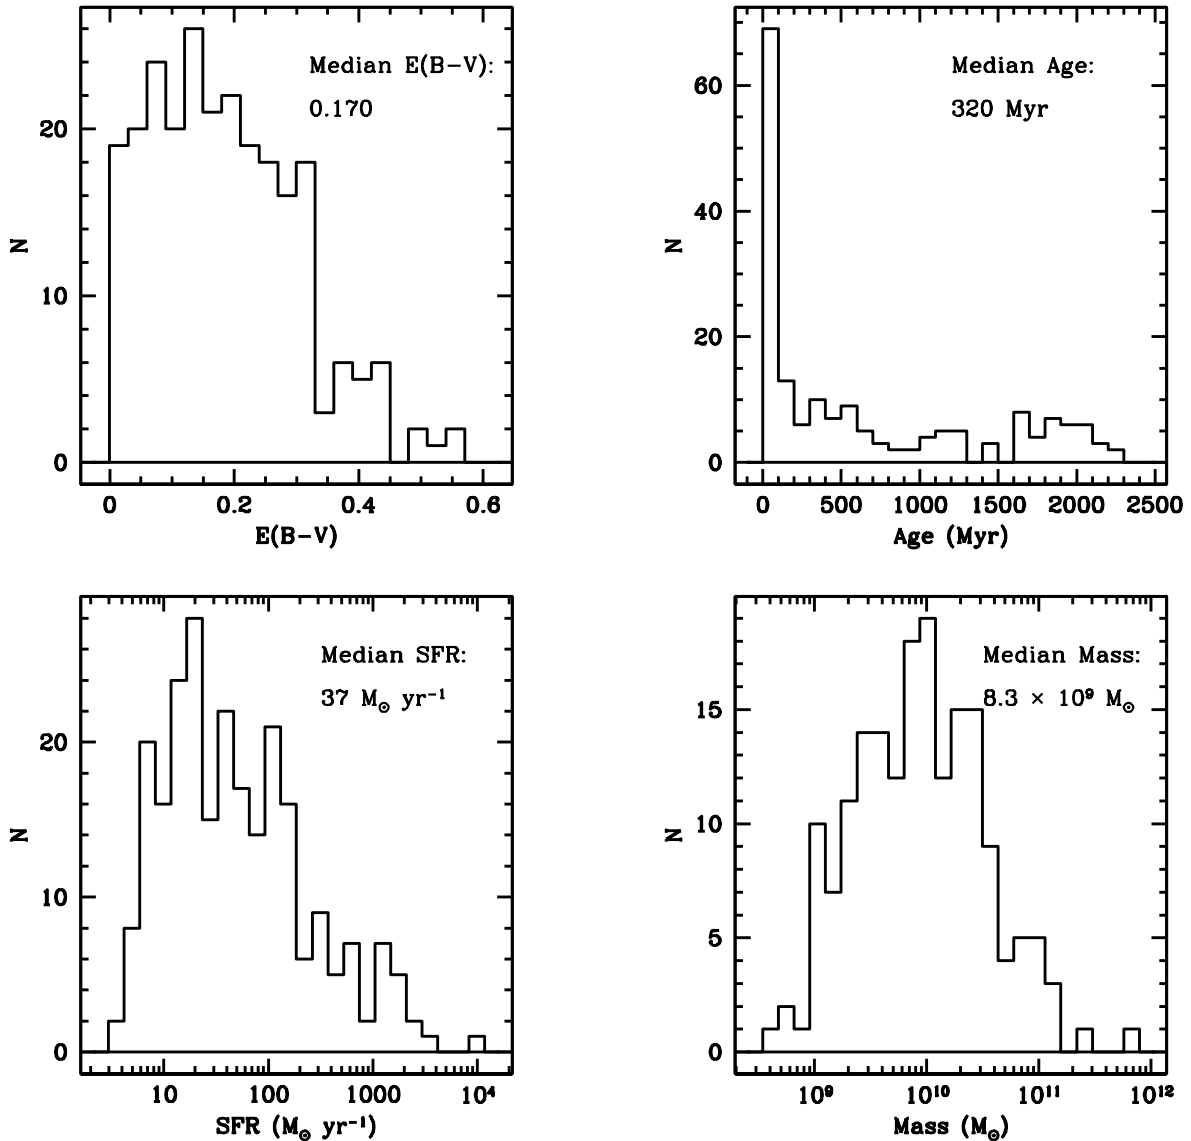 Median E(B−V):
0.170
20
10
0
N
0 0.2 0.4 0.6
E(B−V)
Median Age:
320 Myr
60
40
20
0
N
0 500 1000 1500 2000 2500
Age (Myr)
Median SFR:
37 M⊙ yr⁻¹
20
10
0
N
10 100 1000 10⁴
SFR (M⊙ yr⁻¹)
Median Mass:
8.3 × 10⁹ M⊙
15
10
5
0
N
10⁹ 10¹⁰ 10¹¹ 10¹²
Mass (M⊙)